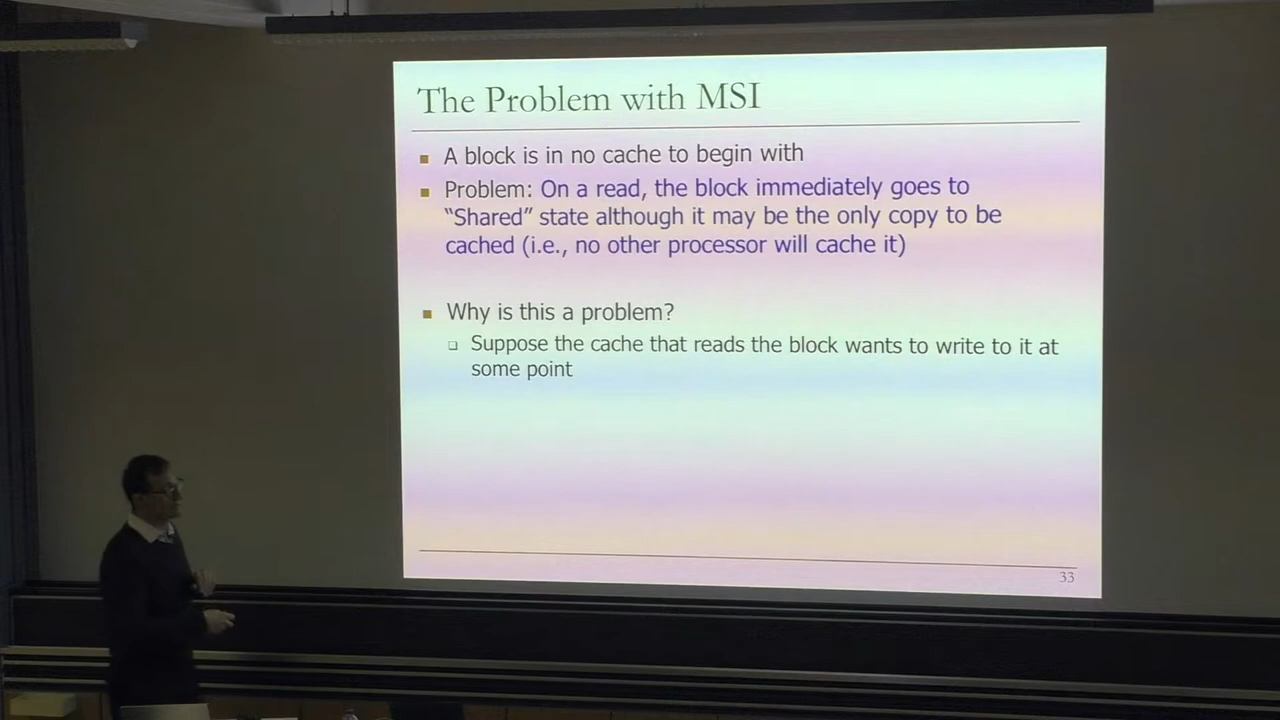 The Problem with MSI
A block is in no cache to begin with
Problem: On a read, the block immediately goes to
“Shared” state although it may be the only copy to be
cached (i.e., no other processor will cache it)
Why is this a problem?
Suppose the cache that reads the block wants to write to it at
some point
33